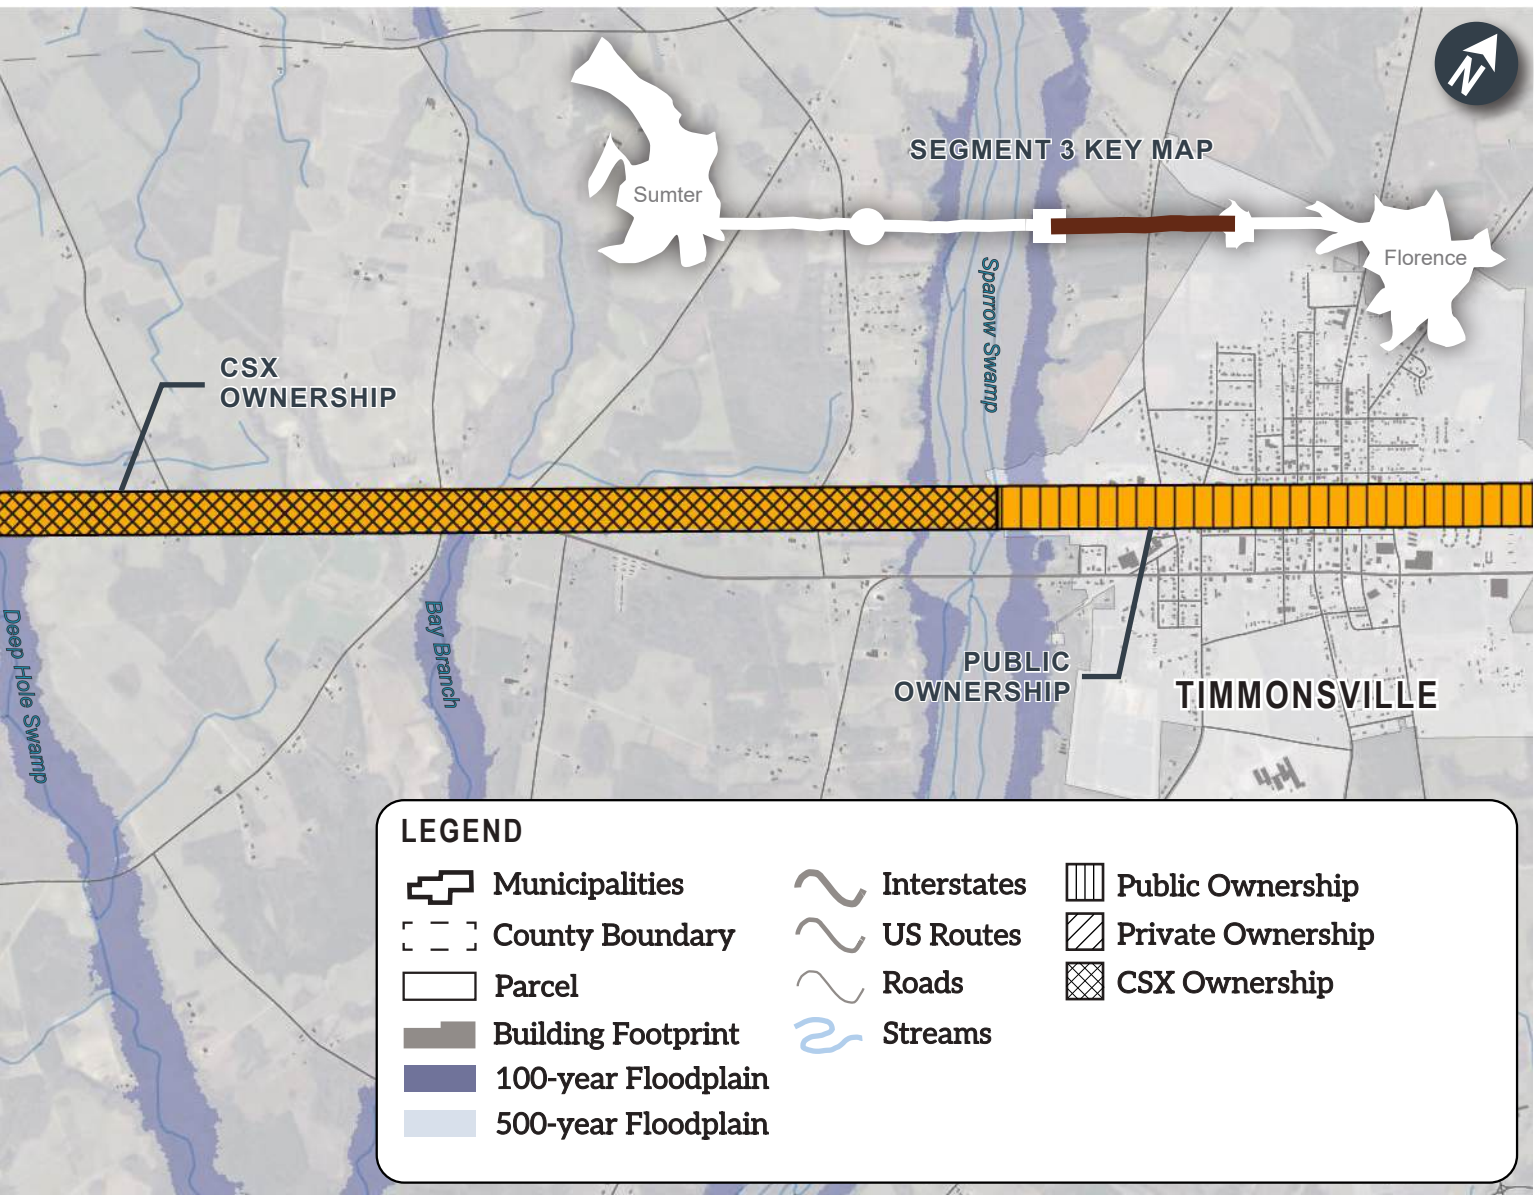 N
SEGMENT 3 KEY MAP
Sumter
Florence
Sparrow Swamp
CSX
OWNERSHIP
Deep Hole Swamp
Bay Branch
PUBLIC
OWNERSHIP
TIMMONSVILLE
LEGEND
Municipalities
County Boundary
Parcel
Building Footprint
100-year Floodplain
500-year Floodplain
Interstates
US Routes
Roads
Streams
Public Ownership
Private Ownership
CSX Ownership